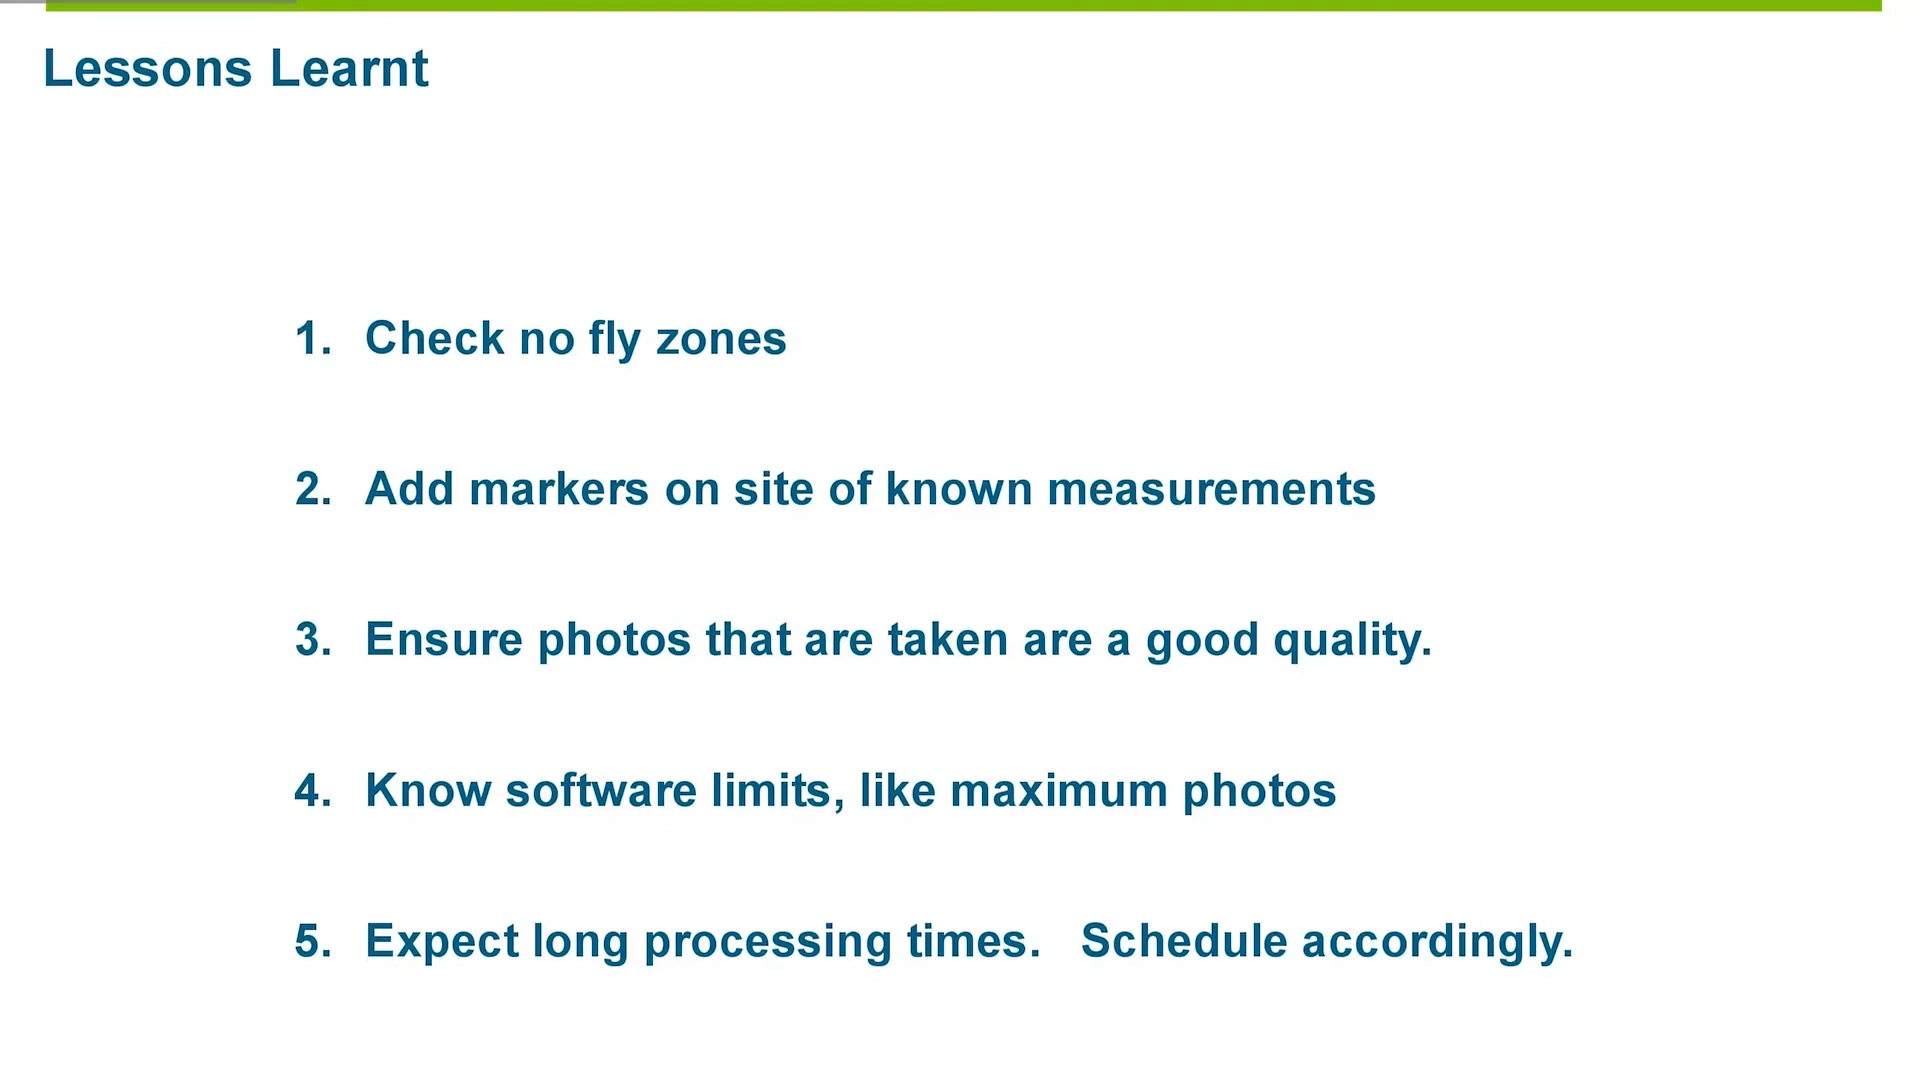 Lessons Learnt
1. Check no fly zones
2. Add markers on site of known measurements
3. Ensure photos that are taken are a good quality.
4. Know software limits, like maximum photos
5. Expect long processing times.   Schedule accordingly.